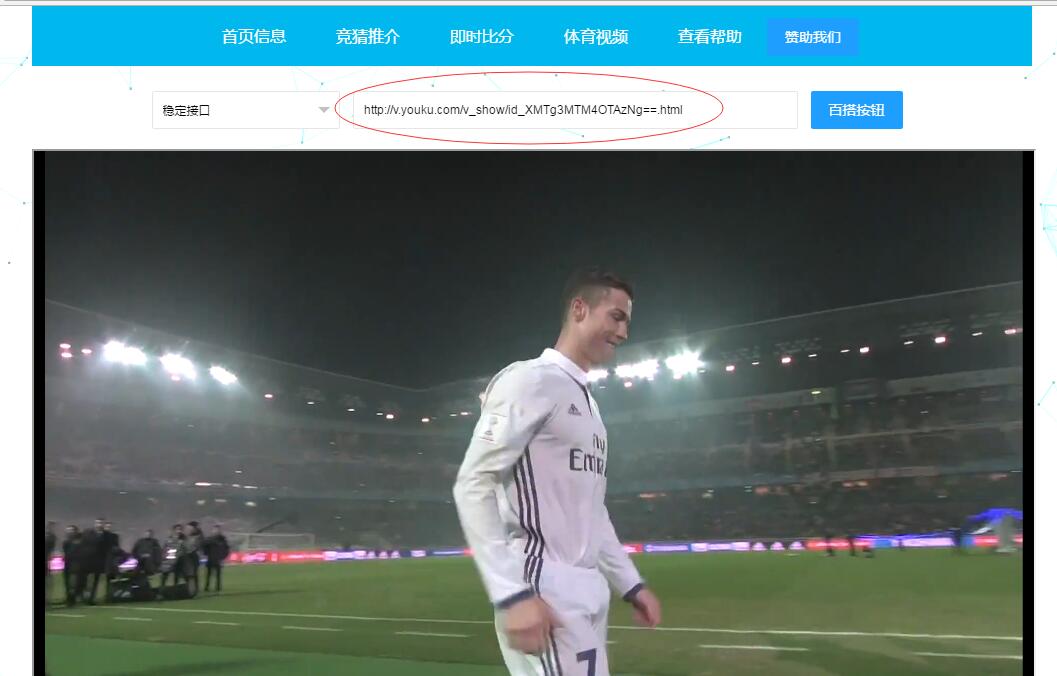 首页信息 竞猜推介 即时比分 体育视频 查看帮助 赞助我们
稳定接口 http://v.youku.com/v_show/id_XMTg3MTM4OTAzNg==.html 百搭按钮
Fly
Emir
7